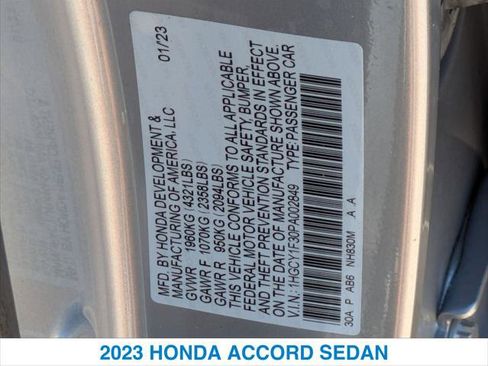 MFD. BY HONDA DEVELOPMENT & 01/23
MANUFACTURING OF AMERICA, LLC
GVWR 1960KG (4321LBS)
GAWR F 1070KG (2358LBS)
GAWR R 950KG (2094LBS)
THIS VEHICLE CONFORMS TO ALL APPLICABLE
FEDERAL MOTOR VEHICLE SAFETY, BUMPER,
AND THEFT PREVENTION STANDARDS IN EFFECT
ON THE DATE OF MANUFACTURE SHOWN ABOVE.
V.I.N.: 1HGCY1F30PA002849 TYPE:PASSENGER CAR
30A P AB6 NH830M A A
2023 HONDA ACCORD SEDAN